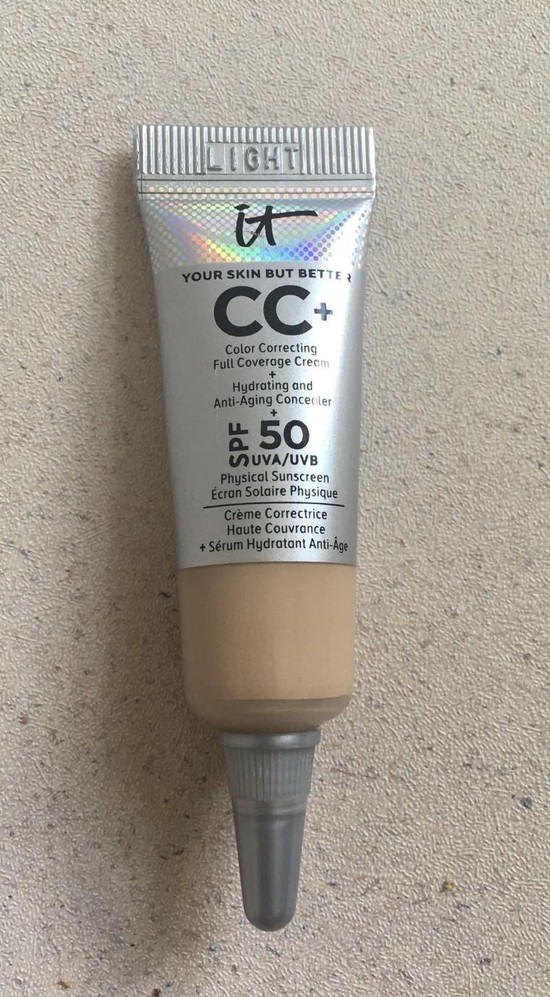 LIGHT
it
YOUR SKIN BUT BETTER
CC+
Color Correcting
Full Coverage Cream
+
Hydrating and
Anti-Aging Concealer
+
SPF 50
UVA/UVB
Physical Sunscreen
Écran Solaire Physique
Crème Correctrice
Haute Couvrance
+ Sérum Hydratant Anti-Âge